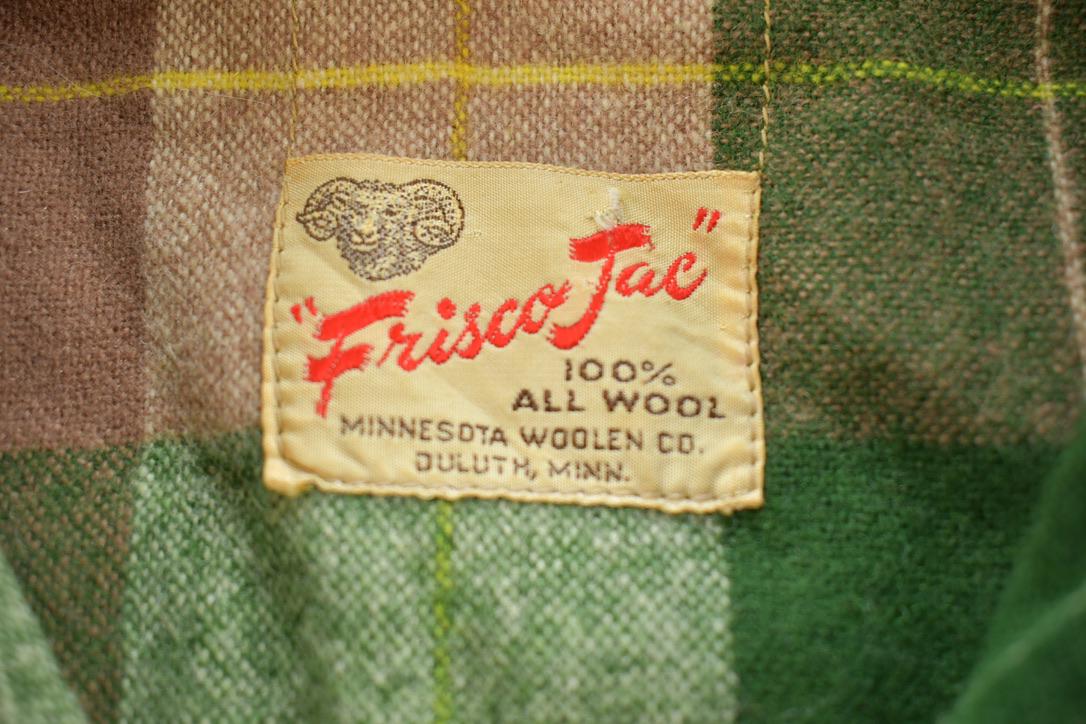 "Frisco Jac"
100%
ALL WOOL
MINNESOTA WOOLEN CO.
DULUTH, MINN.